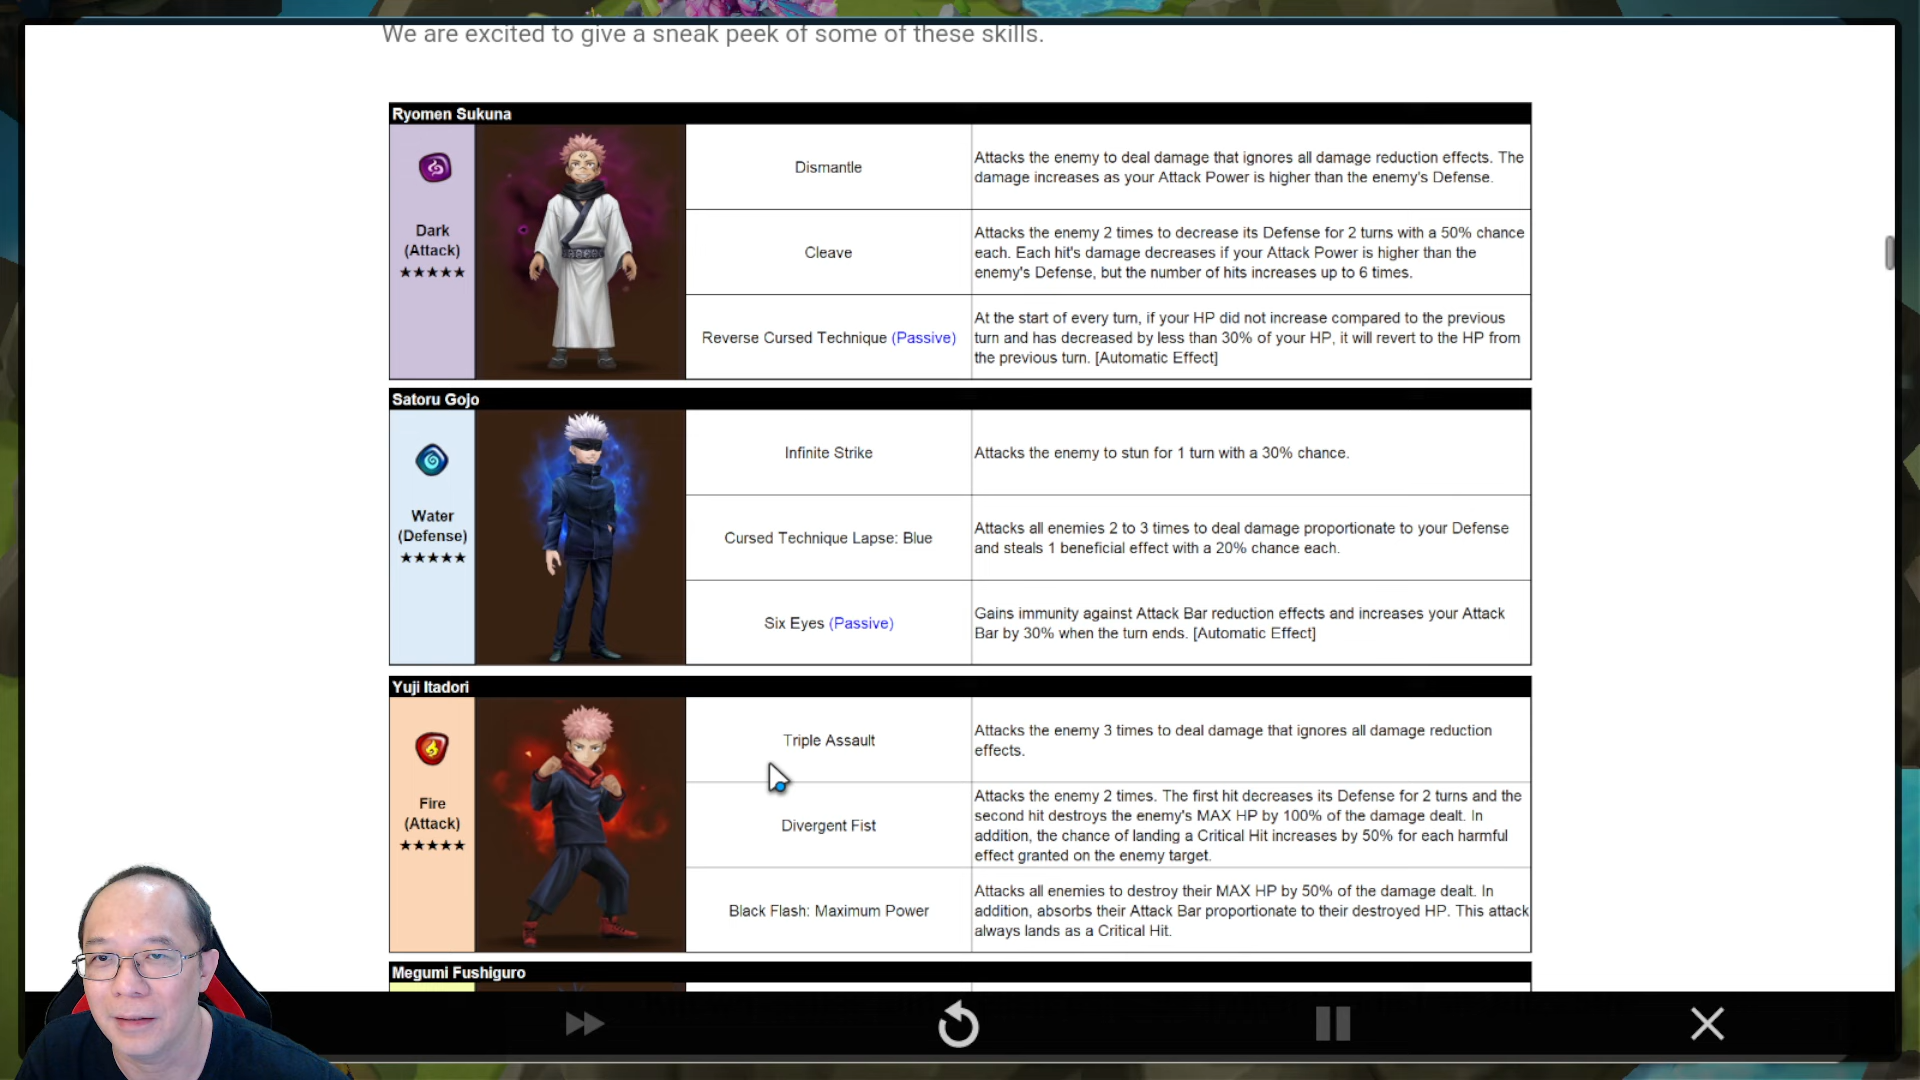 We are excited to give a sneak peek of some of these skills.
Ryomen Sukuna
Dark
(Attack)
★★★★★
Dismantle
Attacks the enemy to deal damage that ignores all damage reduction effects. The
damage increases as your Attack Power is higher than the enemy's Defense.
Cleave
Attacks the enemy 2 times to decrease its Defense for 2 turns with a 50% chance
each. Each hit's damage decreases if your Attack Power is higher than the
enemy's Defense, but the number of hits increases up to 6 times.
Reverse Cursed Technique (Passive)
At the start of every turn, if your HP did not increase compared to the previous
turn and has decreased by less than 30% of your HP, it will revert to the HP from
the previous turn. [Automatic Effect]
Satoru Gojo
Water
(Defense)
★★★★★
Infinite Strike
Attacks the enemy to stun for 1 turn with a 30% chance.
Cursed Technique Lapse: Blue
Attacks all enemies 2 to 3 times to deal damage proportionate to your Defense
and steals 1 beneficial effect with a 20% chance each.
Six Eyes (Passive)
Gains immunity against Attack Bar reduction effects and increases your Attack
Bar by 30% when the turn ends. [Automatic Effect]
Yuji Itadori
Fire
(Attack)
★★★★★
Triple Assault
Attacks the enemy 3 times to deal damage that ignores all damage reduction
effects.
Divergent Fist
Attacks the enemy 2 times. The first hit decreases its Defense for 2 turns and the
second hit destroys the enemy's MAX HP by 100% of the damage dealt. In
addition, the chance of landing a Critical Hit increases by 50% for each harmful
effect granted on the enemy target.
Black Flash: Maximum Power
Attacks all enemies to destroy their MAX HP by 50% of the damage dealt. In
addition, absorbs their Attack Bar proportionate to their destroyed HP. This attack
always lands as a Critical Hit.
Megumi Fushiguro